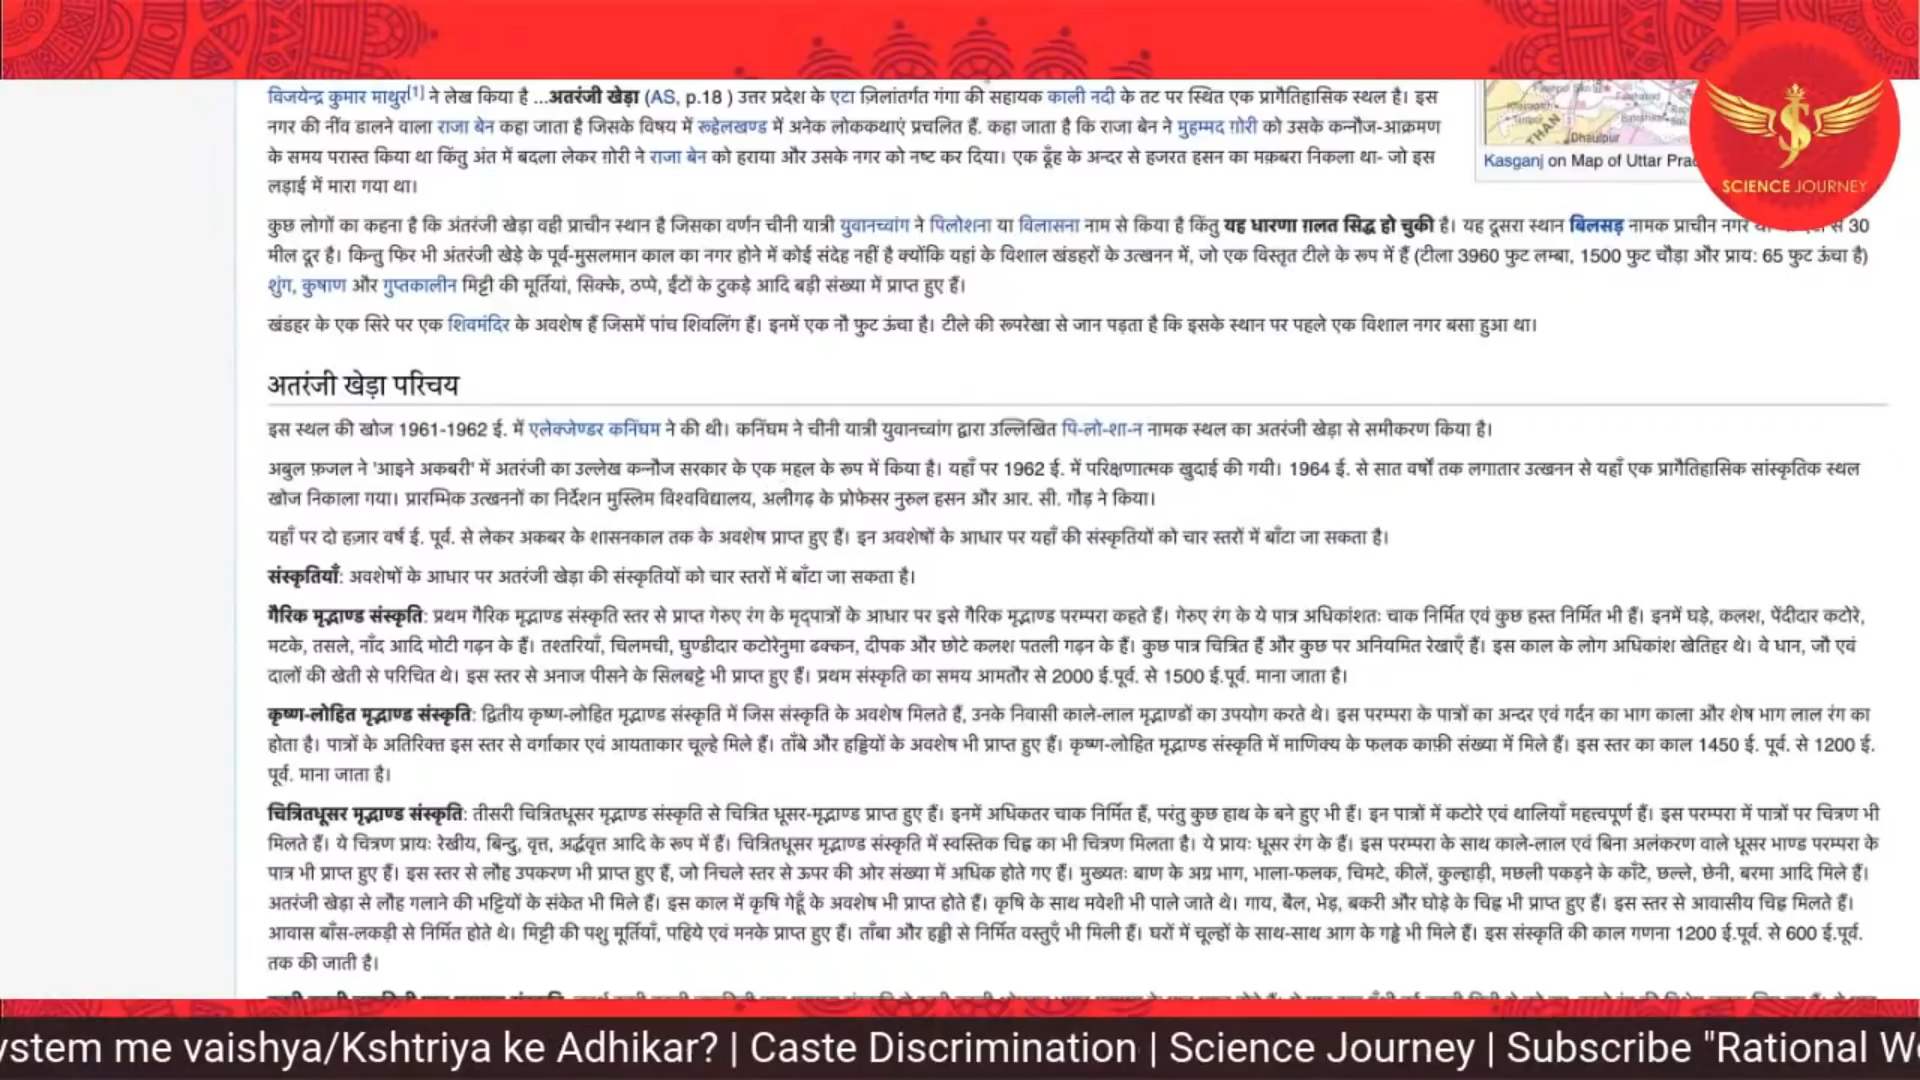 विजयेन्द्र कुमार माथुर[1] ने लेख किया है ...अतरंजी खेड़ा (AS, p.18 ) उत्तर प्रदेश के एटा ज़िलांतर्गत गंगा की सहायक काली नदी के तट पर स्थित एक प्रागैतिहासिक स्थल है। इस
नगर की नींव डालने वाला राजा बेन कहा जाता है जिसके विषय में रूहेलखण्ड में अनेक लोककथाएं प्रचलित हैं. कहा जाता है कि राजा बेन ने मुहम्मद ग़ोरी को उसके कन्नौज-आक्रमण
के समय परास्त किया था किंतु अंत में बदला लेकर ग़ोरी ने राजा बेन को हराया और उसके नगर को नष्ट कर दिया। एक ढूँह के अन्दर से हजरत हसन का मक़बरा निकला था- जो इस
लड़ाई में मारा गया था।
Dhaulpur
Kasganj on Map of Uttar Prad
SCIENCE JOURNEY
कुछ लोगों का कहना है कि अंतरंजी खेड़ा वही प्राचीन स्थान है जिसका वर्णन चीनी यात्री युवानच्वांग ने पिलोशना या विलासना नाम से किया है किंतु यह धारणा ग़लत सिद्ध हो चुकी है। यह दूसरा स्थान बिलसड़ नामक प्राचीन नगर से 30
मील दूर है। किन्तु फिर भी अंतरंजी खेड़े के पूर्व-मुसलमान काल का नगर होने में कोई संदेह नहीं है क्योंकि यहां के विशाल खंडहरों के उत्खनन में, जो एक विस्तृत टीले के रूप में हैं (टीला 3960 फुट लम्बा, 1500 फुट चौड़ा और प्राय: 65 फुट ऊंचा है)
शुंग, कुषाण और गुप्तकालीन मिट्टी की मूर्तियां, सिक्के, ठप्पे, ईंटों के टुकड़े आदि बड़ी संख्या में प्राप्त हुए हैं।
खंडहर के एक सिरे पर एक शिवमंदिर के अवशेष हैं जिसमें पांच शिवलिंग हैं। इनमें एक नौ फुट ऊंचा है। टीले की रूपरेखा से जान पड़ता है कि इसके स्थान पर पहले एक विशाल नगर बसा हुआ था।
अतरंजी खेड़ा परिचय
इस स्थल की खोज 1961-1962 ई. में एलेक्जेण्डर कनिंघम ने की थी। कनिंघम ने चीनी यात्री युवानच्वांग द्वारा उल्लिखित पि-लो-शा-न नामक स्थल का अतरंजी खेड़ा से समीकरण किया है।
अबुल फ़जल ने 'आइने अकबरी' में अतरंजी का उल्लेख कन्नौज सरकार के एक महल के रूप में किया है। यहाँ पर 1962 ई. में परिक्षणात्मक खुदाई की गयी। 1964 ई. से सात वर्षों तक लगातार उत्खनन से यहाँ एक प्रागैतिहासिक सांस्कृतिक स्थल
खोज निकाला गया। प्रारम्भिक उत्खननों का निर्देशन मुस्लिम विश्वविद्यालय, अलीगढ़ के प्रोफेसर नुरुल हसन और आर. सी. गौड़ ने किया।
यहाँ पर दो हज़ार वर्ष ई. पूर्व. से लेकर अकबर के शासनकाल तक के अवशेष प्राप्त हुए हैं। इन अवशेषों के आधार पर यहाँ की संस्कृतियों को चार स्तरों में बाँटा जा सकता है।
संस्कृतियाँ: अवशेषों के आधार पर अतरंजी खेड़ा की संस्कृतियों को चार स्तरों में बाँटा जा सकता है।
गैरिक मृद्भाण्ड संस्कृति: प्रथम गैरिक मृद्भाण्ड संस्कृति स्तर से प्राप्त गेरुए रंग के मृद्पात्रों के आधार पर इसे गैरिक मृद्भाण्ड परम्परा कहते हैं। गेरुए रंग के ये पात्र अधिकांशतः चाक निर्मित एवं कुछ हस्त निर्मित भी हैं। इनमें घड़े, कलश, पेंदीदार कटोरे,
मटके, तसले, नाँद आदि मोटी गढ़न के हैं। तश्तरियाँ, चिलमची, घुण्डीदार कटोरेनुमा ढक्कन, दीपक और छोटे कलश पतली गढ़न के हैं। कुछ पात्र चित्रित हैं और कुछ पर अनियमित रेखाएँ हैं। इस काल के लोग अधिकांश खेतिहर थे। वे धान, जौ एवं
दालों की खेती से परिचित थे। इस स्तर से अनाज पीसने के सिलबट्टे भी प्राप्त हुए हैं। प्रथम संस्कृति का समय आमतौर से 2000 ई.पूर्व. से 1500 ई.पूर्व. माना जाता है।
कृष्ण-लोहित मृद्भाण्ड संस्कृति: द्वितीय कृष्ण-लोहित मृद्भाण्ड संस्कृति में जिस संस्कृति के अवशेष मिलते हैं, उनके निवासी काले-लाल मृद्भाण्डों का उपयोग करते थे। इस परम्परा के पात्रों का अन्दर एवं गर्दन का भाग काला और शेष भाग लाल रंग का
होता है। पात्रों के अतिरिक्त इस स्तर से वर्गाकार एवं आयताकार चूल्हे मिले हैं। ताँबे और हड्डियों के अवशेष भी प्राप्त हुए हैं। कृष्ण-लोहित मृद्भाण्ड संस्कृति में माणिक्य के फलक काफ़ी संख्या में मिले हैं। इस स्तर का काल 1450 ई. पूर्व. से 1200 ई.
पूर्व. माना जाता है।
चित्रितधूसर मृद्भाण्ड संस्कृति: तीसरी चित्रितधूसर मृद्भाण्ड संस्कृति से चित्रित धूसर-मृद्भाण्ड प्राप्त हुए हैं। इनमें अधिकतर चाक निर्मित हैं, परंतु कुछ हाथ के बने हुए भी हैं। इन पात्रों में कटोरे एवं थालियाँ महत्त्वपूर्ण हैं। इस परम्परा में पात्रों पर चित्रण भी
मिलते हैं। ये चित्रण प्रायः रेखीय, बिन्दु, वृत्त, अर्द्धवृत्त आदि के रूप में हैं। चित्रितधूसर मृद्भाण्ड संस्कृति में स्वस्तिक चिह्न का भी चित्रण मिलता है। ये प्रायः धूसर रंग के हैं। इस परम्परा के साथ काले-लाल एवं बिना अलंकरण वाले धूसर भाण्ड परम्परा के
पात्र भी प्राप्त हुए हैं। इस स्तर से लौह उपकरण भी प्राप्त हुए हैं, जो निचले स्तर से ऊपर की ओर संख्या में अधिक होते गए हैं। मुख्यतः बाण के अग्र भाग, भाला-फलक, चिमटे, कीलें, कुल्हाड़ी, मछली पकड़ने के काँटे, छल्ले, छेनी, बरमा आदि मिले हैं।
अतरंजी खेड़ा से लौह गलाने की भट्टियों के संकेत भी मिले हैं। इस काल में कृषि गेहूँ के अवशेष भी प्राप्त होते हैं। कृषि के साथ मवेशी भी पाले जाते थे। गाय, बैल, भेड़, बकरी और घोड़े के चिह्न भी प्राप्त हुए हैं। इस स्तर से आवासीय चिह्न मिलते हैं।
आवास बाँस-लकड़ी से निर्मित होते थे। मिट्टी की पशु मूर्तियाँ, पहिये एवं मनके प्राप्त हुए हैं। ताँबा और हड्डी से निर्मित वस्तुएँ भी मिली हैं। घरों में चूल्हों के साथ-साथ आग के गड्ढे भी मिले हैं। इस संस्कृति की काल गणना 1200 ई.पूर्व. से 600 ई.पूर्व.
तक की जाती है।
ystem me vaishya/Kshtriya ke Adhikar? | Caste Discrimination | Science Journey | Subscribe "Rational W